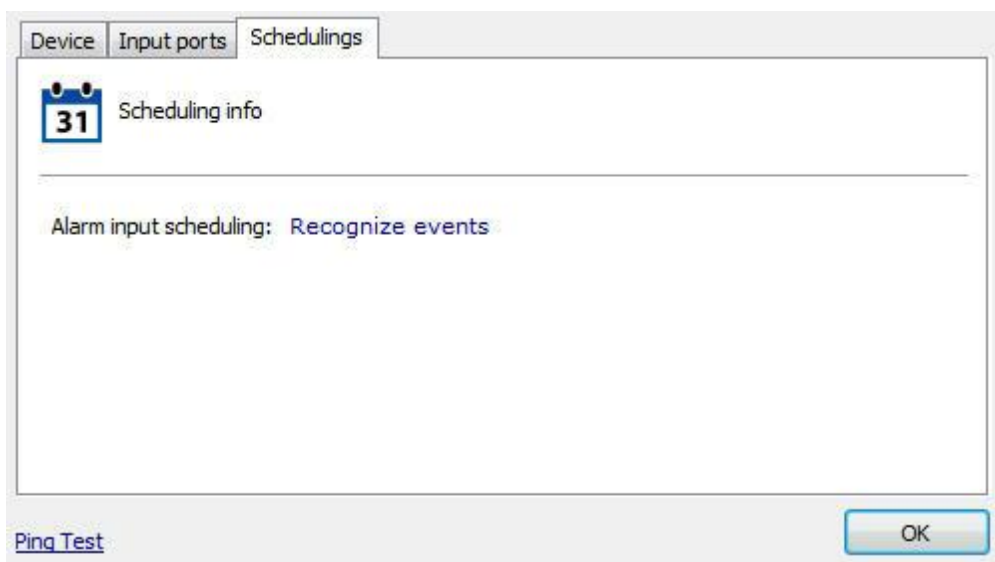 Device Input ports Schedulings
31 Scheduling info
Alarm input scheduling: Recognize events
Ping Test OK